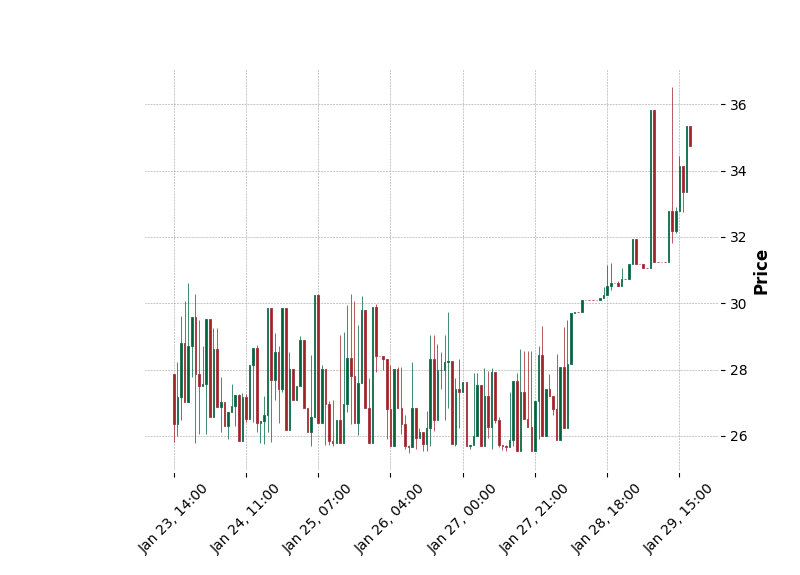 36
34
32
30
28
26
Price
Jan 23, 14:00
Jan 24, 11:00
Jan 25, 07:00
Jan 26, 04:00
Jan 27, 00:00
Jan 27, 21:00
Jan 28, 18:00
Jan 29, 15:00